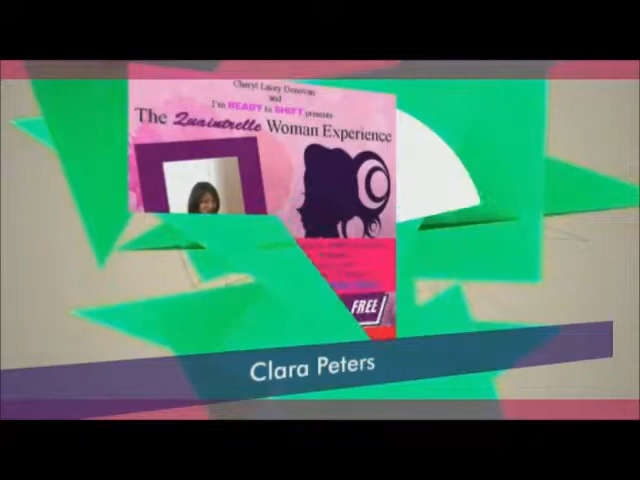 Cheryl Lacey Donovan
and
I'm READY to SHIFT presents
The Quaintrelle Woman Experience
FREE
Clara Peters